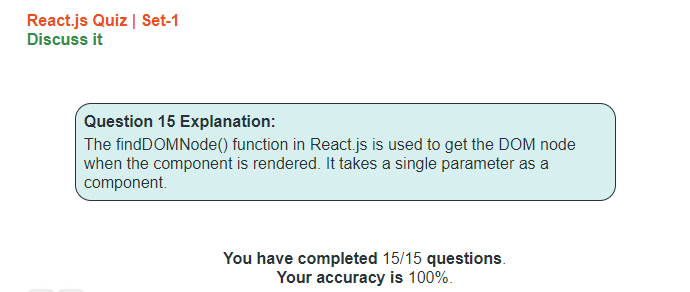 React.js Quiz | Set-1
Discuss it
Question 15 Explanation:
The findDOMNode() function in React.js is used to get the DOM node
when the component is rendered. It takes a single parameter as a
component.
You have completed 15/15 questions.
Your accuracy is 100%.